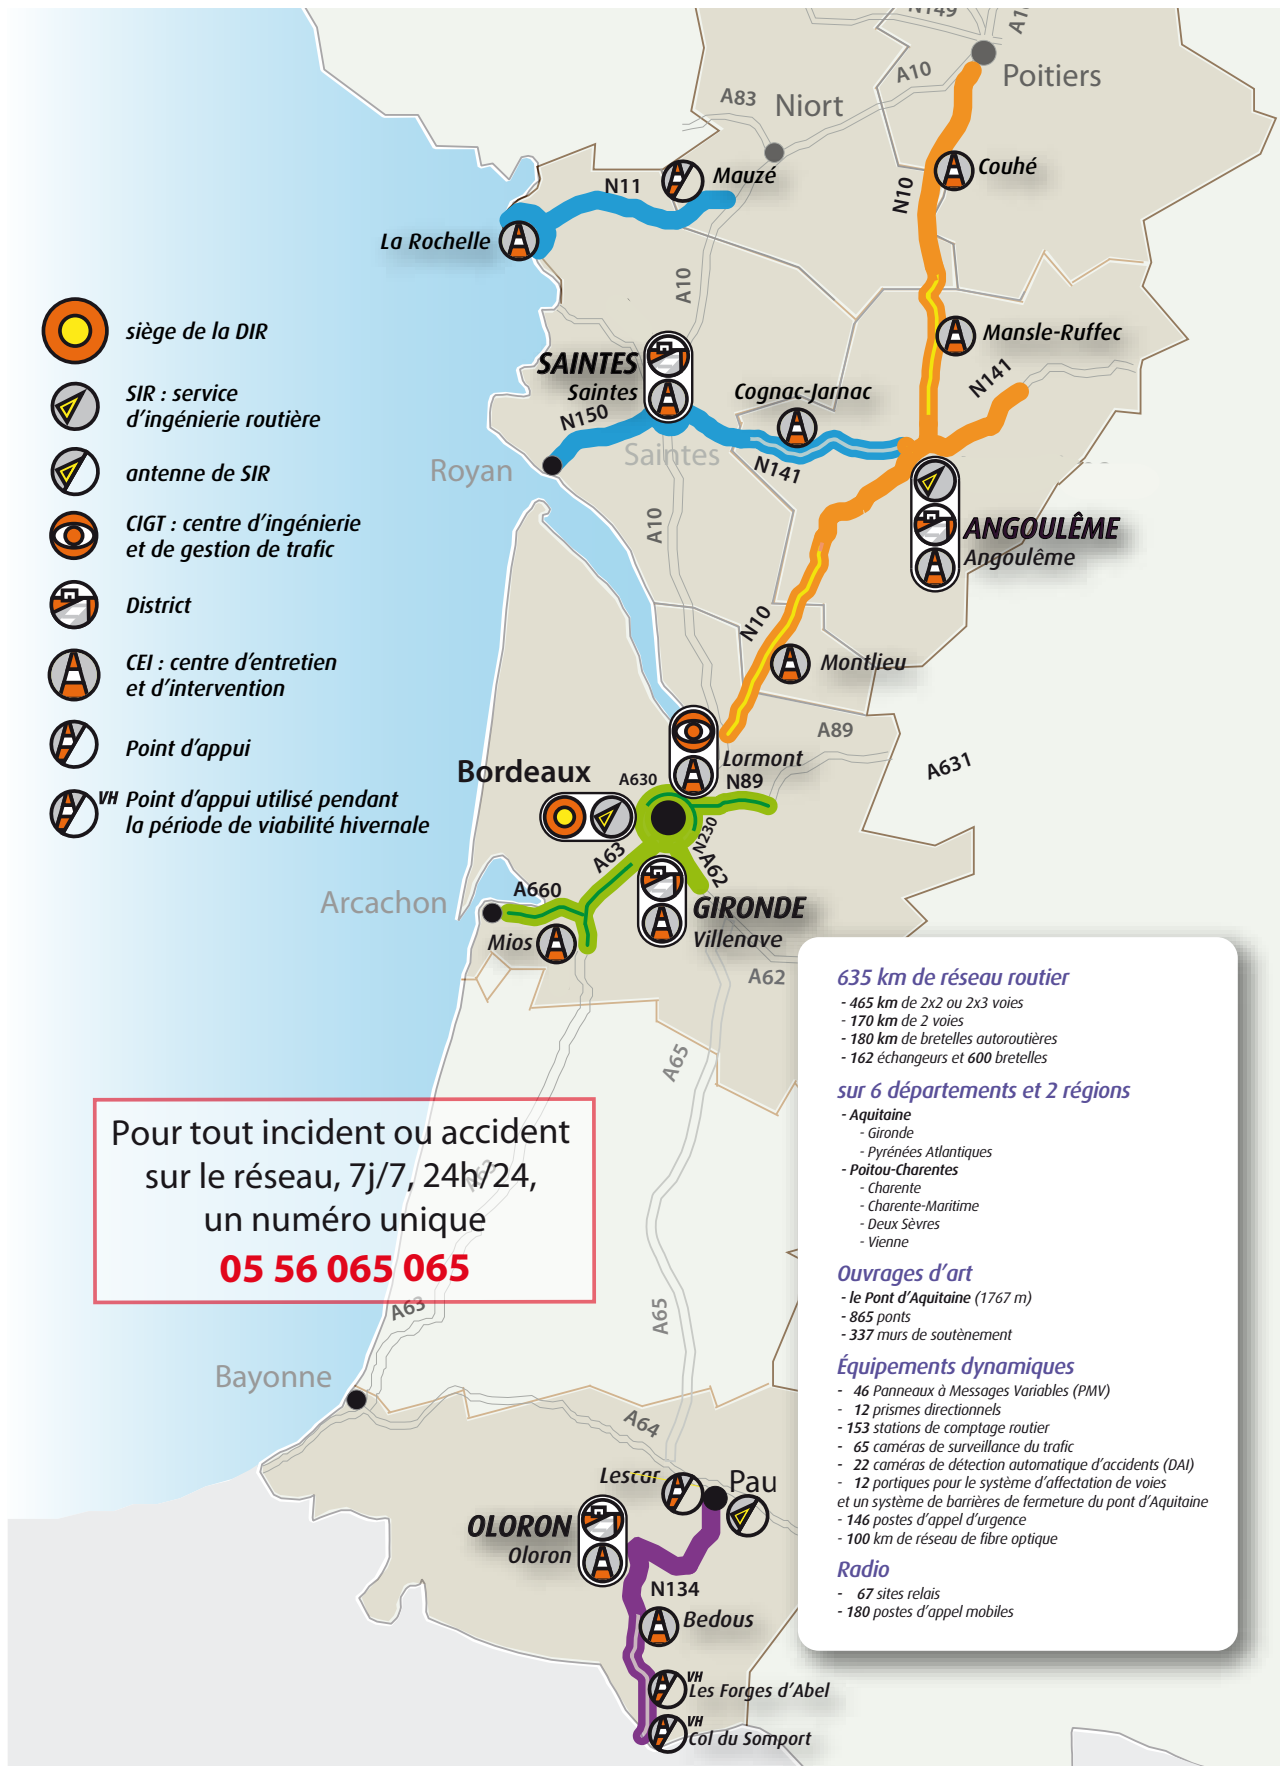 N149
A1
A10
Poitiers
A83
Niort
Couhé
N10
Mauzé
N11
La Rochelle
A10
siège de la DIR
SIR : service
d'ingénierie routière
antenne de SIR
CIGT : centre d'ingénierie
et de gestion de trafic
District
CEI : centre d'entretien
et d'intervention
Point d'appui
VH Point d'appui utilisé pendant
la période de viabilité hivernale
Mansle-Ruffec
N141
SAINTES
Saintes
Cognac-Jarnac
N150
Saintes
N141
Royan
A10
ANGOULÊME
Angoulême
N10
Montlieu
A89
A631
Lormont
N89
Bordeaux
A630
N230
A63
A62
Arcachon
A660
GIRONDE
Villenave
Mios
A62
A65
635 km de réseau routier
- 465 km de 2x2 ou 2x3 voies
- 170 km de 2 voies
- 180 km de bretelles autoroutières
- 162 échangeurs et 600 bretelles
sur 6 départements et 2 régions
- Aquitaine
- Gironde
- Pyrénées Atlantiques
- Poitou-Charentes
- Charente
- Charente-Maritime
- Deux Sèvres
- Vienne
Ouvrages d'art
- le Pont d'Aquitaine (1767 m)
- 865 ponts
- 337 murs de soutènement
Équipements dynamiques
- 46 Panneaux à Messages Variables (PMV)
- 12 prismes directionnels
- 153 stations de comptage routier
- 65 caméras de surveillance du trafic
- 22 caméras de détection automatique d'accidents (DAI)
- 12 portiques pour le système d'affectation de voies
et un système de barrières de fermeture du pont d'Aquitaine
- 146 postes d'appel d'urgence
- 100 km de réseau de fibre optique
Radio
- 67 sites relais
- 180 postes d'appel mobiles
Pour tout incident ou accident
sur le réseau, 7j/7, 24h/24,
un numéro unique
05 56 065 065
A63
A63
A65
Bayonne
A64
Lescar
Pau
OLORON
Oloron
N134
Bedous
VH
Les Forges d'Abel
VH
Col du Somport